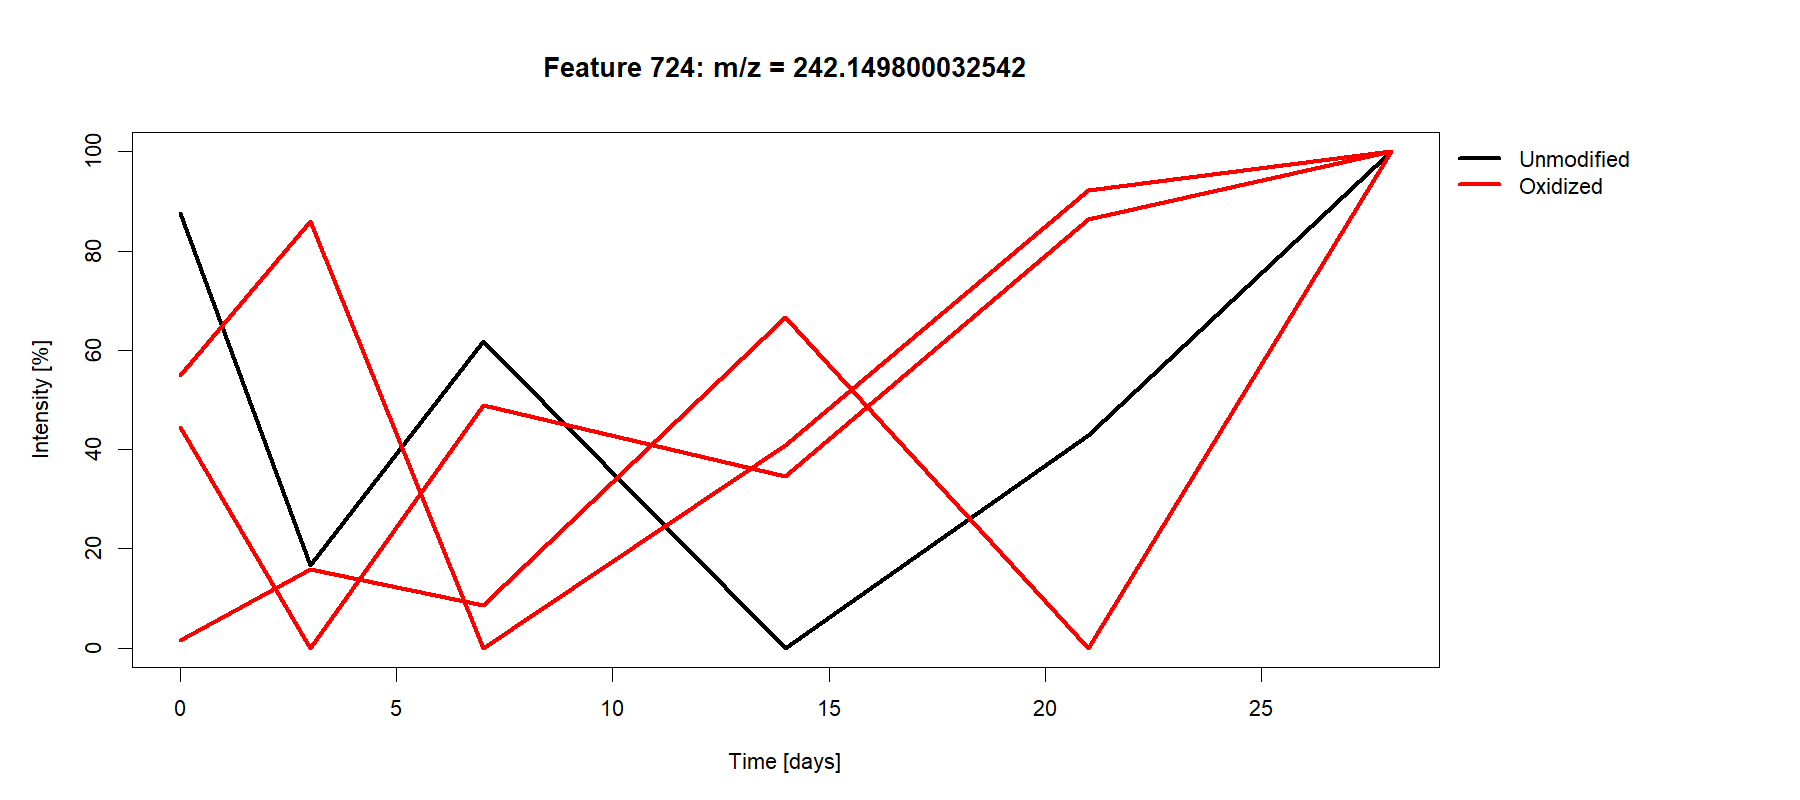 Feature 724: m/z = 242.149800032542
Unmodified
Oxidized
Intensity [%]
100
80
60
40
20
0
0 5 10 15 20 25
Time [days]